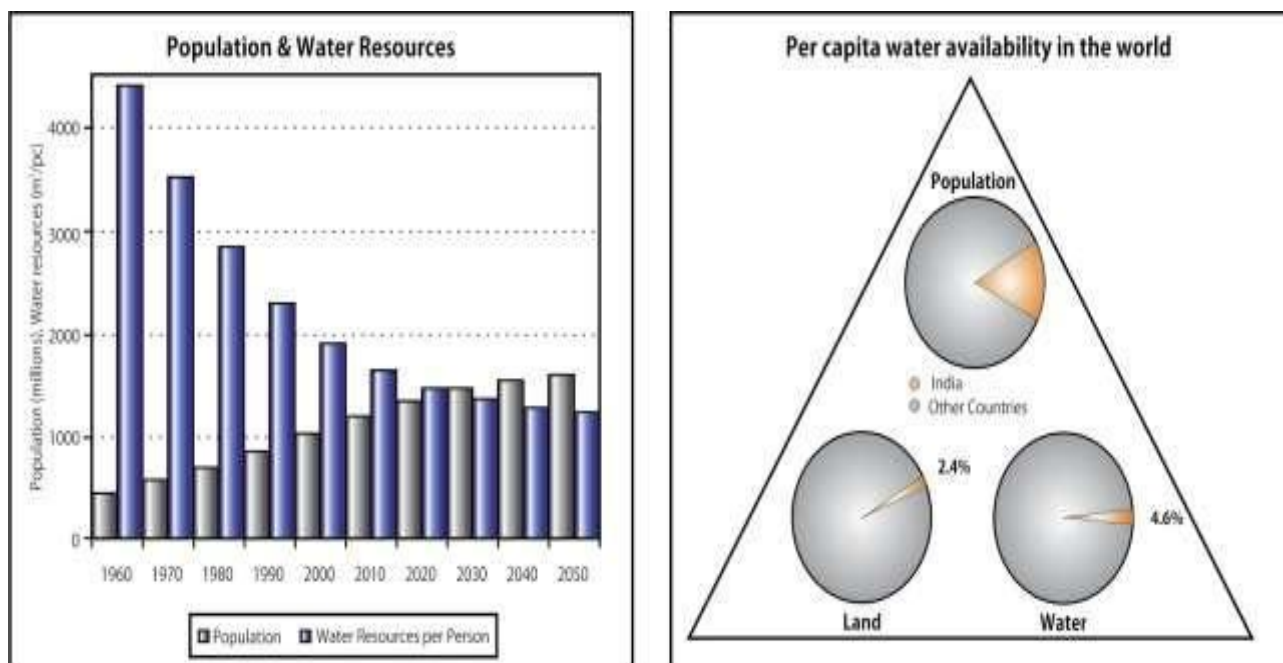 Population & Water Resources
Population (millions), Water resources (m³/pc)
4000
3000
2000
1000
0
1960 1970 1980 1990 2000 2010 2020 2030 2040 2050
Population Water Resources per Person
Per capita water availability in the world
Population
India
Other Countries
2.4%
4.6%
Land Water